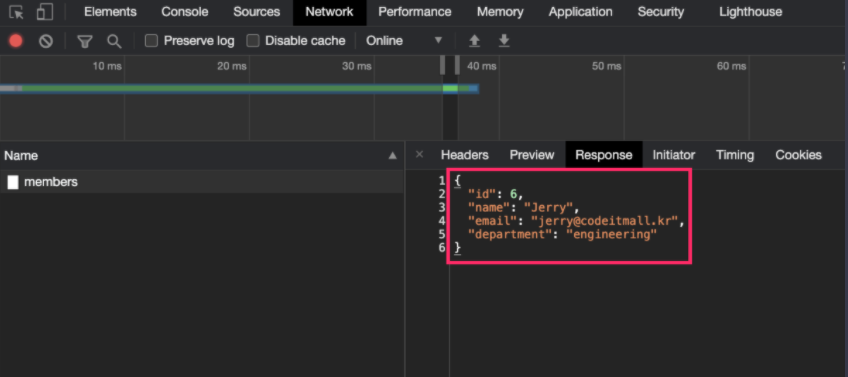 Elements Console Sources Network Performance Memory Application Security Lighthouse
Preserve log Disable cache Online
10 ms 20 ms 30 ms 40 ms 50 ms 60 ms 7
Name
members
× Headers Preview Response Initiator Timing Cookies
1 {
2 "id": 6,
3 "name": "Jerry",
4 "email": "jerry@codeitmall.kr",
5 "department": "engineering"
6 }